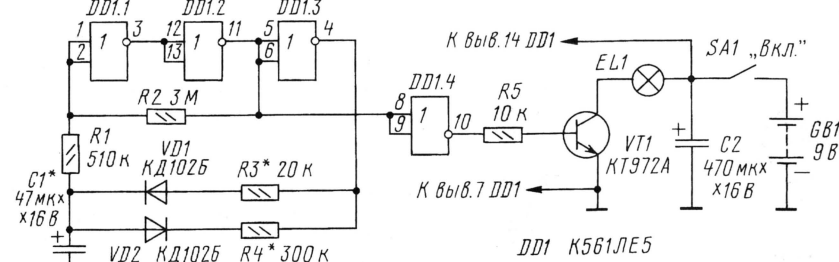 DD1.1
DD1.2
DD1.3
1
2
1
3
12
13
1
11
5
6
1
4
К выв.14 DD1
SA1 „Вкл."
EL1
R2 3 М
DD1.4
8
9
1
10
R5
10 к
+
GB1
9 В
–
R1
510 к
VD1
КД102Б
R3* 20 к
C1*
47 мк×
×16 В
+
VT1
КТ972А
+
C2
470 мк×
×16 В
К выв.7 DD1
VD2 КД102Б R4* 300 к
DD1 К561ЛЕ5